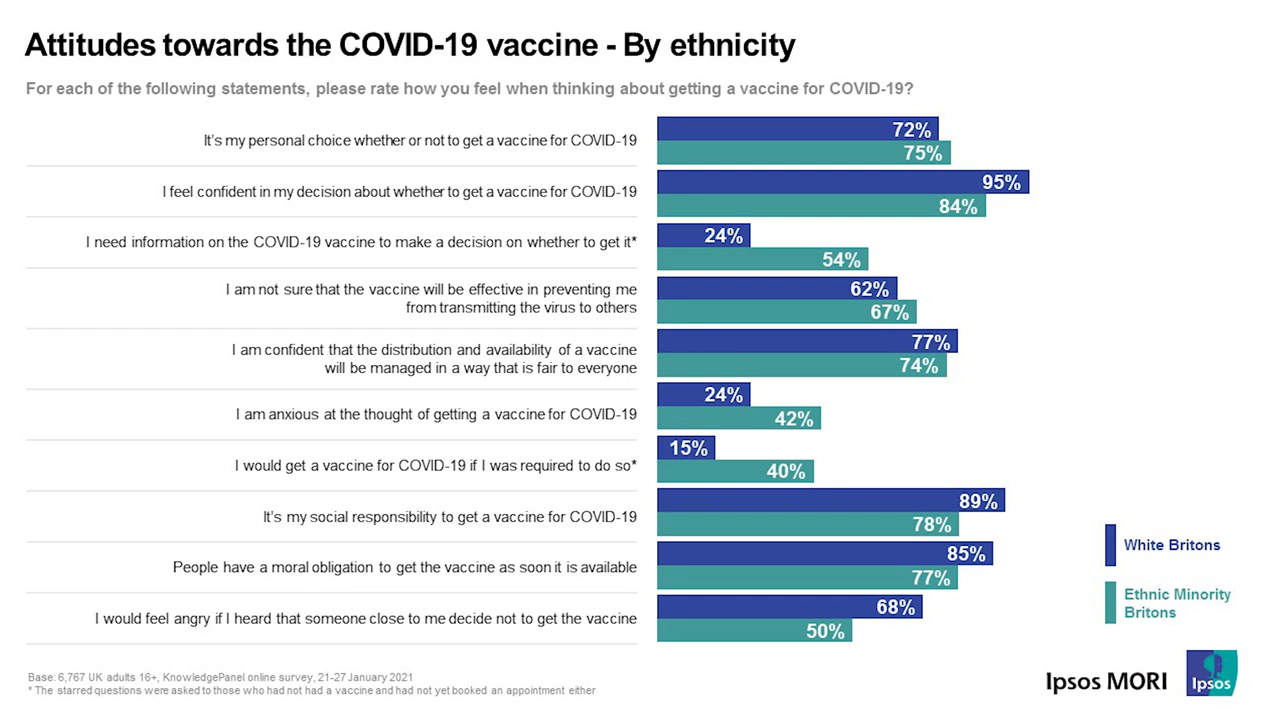 Attitudes towards the COVID-19 vaccine - By ethnicity
For each of the following statements, please rate how you feel when thinking about getting a vaccine for COVID-19?
It's my personal choice whether or not to get a vaccine for COVID-19
72%
75%
I feel confident in my decision about whether to get a vaccine for COVID-19
95%
84%
I need information on the COVID-19 vaccine to make a decision on whether to get it*
24%
54%
I am not sure that the vaccine will be effective in preventing me
from transmitting the virus to others
62%
67%
I am confident that the distribution and availability of a vaccine
will be managed in a way that is fair to everyone
77%
74%
I am anxious at the thought of getting a vaccine for COVID-19
24%
42%
I would get a vaccine for COVID-19 if I was required to do so*
15%
40%
It's my social responsibility to get a vaccine for COVID-19
89%
78%
People have a moral obligation to get the vaccine as soon it is available
85%
77%
I would feel angry if I heard that someone close to me decide not to get the vaccine
68%
50%
White Britons
Ethnic Minority
Britons
Base: 6,767 UK adults 16+, KnowledgePanel online survey, 21-27 January 2021
* The starred questions were asked to those who had not had a vaccine and had not yet booked an appointment either
Ipsos MORI
Ipsos